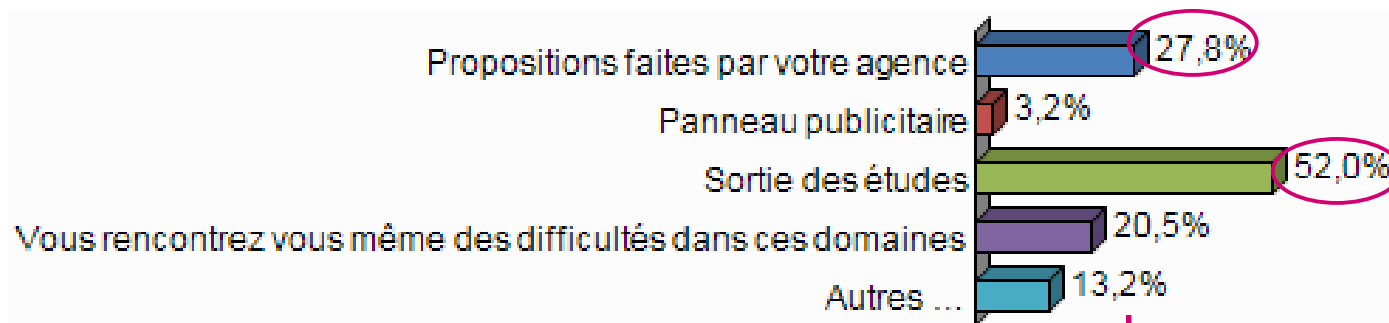 Propositions faites par votre agence 27,8%
Panneau publicitaire 3,2%
Sortie des études 52,0%
Vous rencontrez vous même des difficultés dans ces domaines 20,5%
Autres ... 13,2%